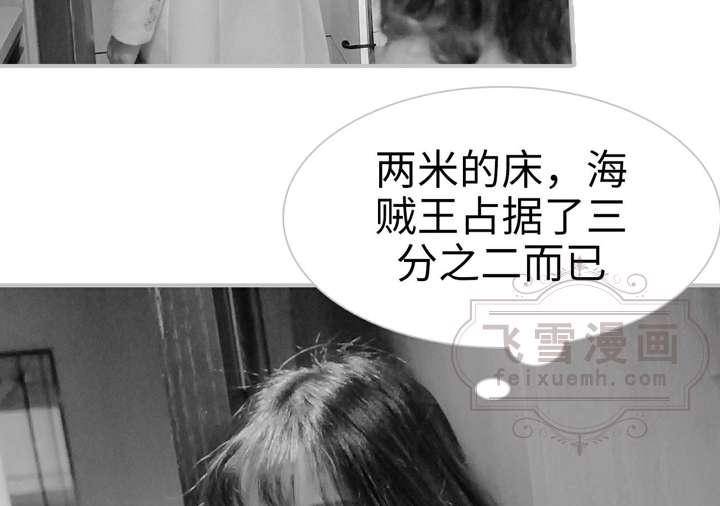 两米的床，海
贼王占据了三
分之二而已
飞雪漫画
feixuemh.com